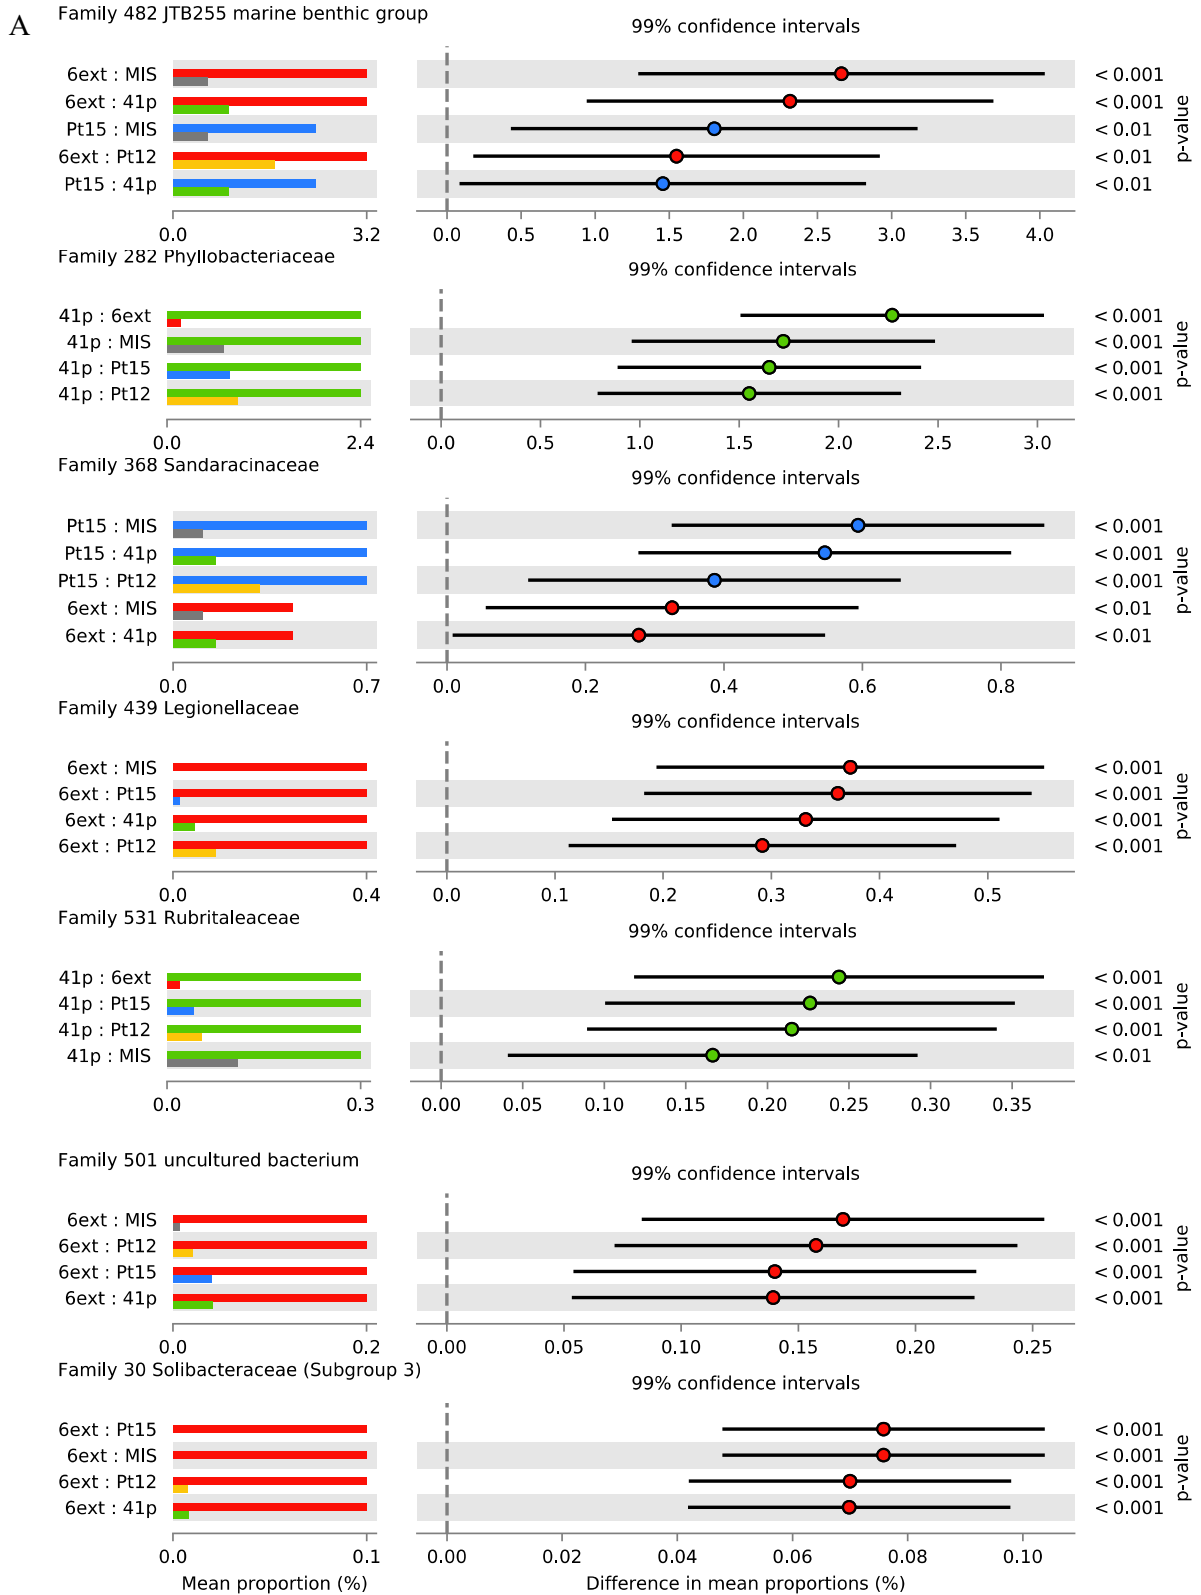 A
Family 482 JTB255 marine benthic group
99% confidence intervals
6ext : MIS
< 0.001
6ext : 41p
< 0.001
Pt15 : MIS
< 0.01
6ext : Pt12
< 0.01
Pt15 : 41p
< 0.01
p-value
0.0 3.2 0.0 0.5 1.0 1.5 2.0 2.5 3.0 3.5 4.0
Family 282 Phyllobacteriaceae
99% confidence intervals
41p : 6ext
< 0.001
41p : MIS
< 0.001
41p : Pt15
< 0.001
41p : Pt12
< 0.001
p-value
0.0 2.4 0.0 0.5 1.0 1.5 2.0 2.5 3.0
Family 368 Sandaracinaceae
99% confidence intervals
Pt15 : MIS
< 0.001
Pt15 : 41p
< 0.001
Pt15 : Pt12
< 0.001
6ext : MIS
< 0.01
6ext : 41p
< 0.01
p-value
0.0 0.7 0.0 0.2 0.4 0.6 0.8
Family 439 Legionellaceae
99% confidence intervals
6ext : MIS
< 0.001
6ext : Pt15
< 0.001
6ext : 41p
< 0.001
6ext : Pt12
< 0.001
p-value
0.0 0.4 0.0 0.1 0.2 0.3 0.4 0.5
Family 531 Rubritaleaceae
99% confidence intervals
41p : 6ext
< 0.001
41p : Pt15
< 0.001
41p : Pt12
< 0.001
41p : MIS
< 0.01
p-value
0.0 0.3 0.00 0.05 0.10 0.15 0.20 0.25 0.30 0.35
Family 501 uncultured bacterium
99% confidence intervals
6ext : MIS
< 0.001
6ext : Pt12
< 0.001
6ext : Pt15
< 0.001
6ext : 41p
< 0.001
p-value
0.0 0.2 0.00 0.05 0.10 0.15 0.20 0.25
Family 30 Solibacteraceae (Subgroup 3)
99% confidence intervals
6ext : Pt15
< 0.001
6ext : MIS
< 0.001
6ext : Pt12
< 0.001
6ext : 41p
< 0.001
p-value
0.0 0.1 0.00 0.02 0.04 0.06 0.08 0.10
Mean proportion (%)
Difference in mean proportions (%)